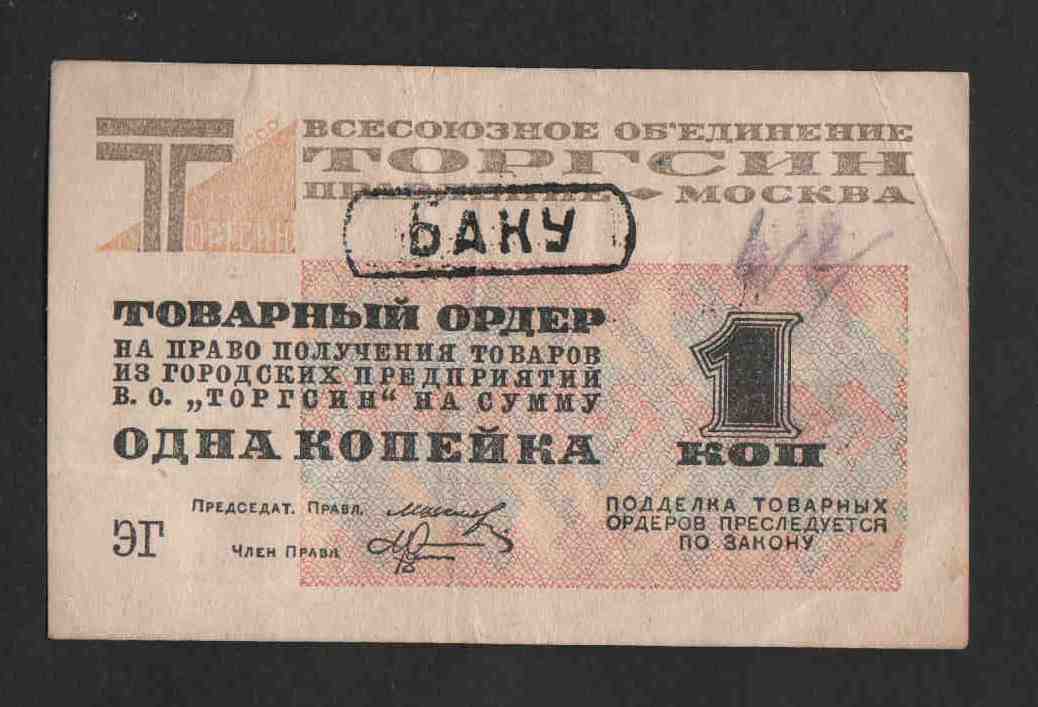 Т
ВСЕСОЮЗНОЕ ОБ'ЕДИНЕНИЕ
ТОРГСИН
МОСКВА
БАКУ
ТОВАРНЫЙ ОРДЕР
НА ПРАВО ПОЛУЧЕНИЯ ТОВАРОВ
ИЗ ГОРОДСКИХ ПРЕДПРИЯТИЙ
В. О. „ТОРГСИН“ НА СУММУ
ОДНА КОПЕЙКА
1
КОП
ПРЕДСЕДАТ. ПРАВЛ.
ЧЛЕН ПРАВЛ
ЭГ
ПОДДЕЛКА ТОВАРНЫХ
ОРДЕРОВ ПРЕСЛЕДУЕТСЯ
ПО ЗАКОНУ